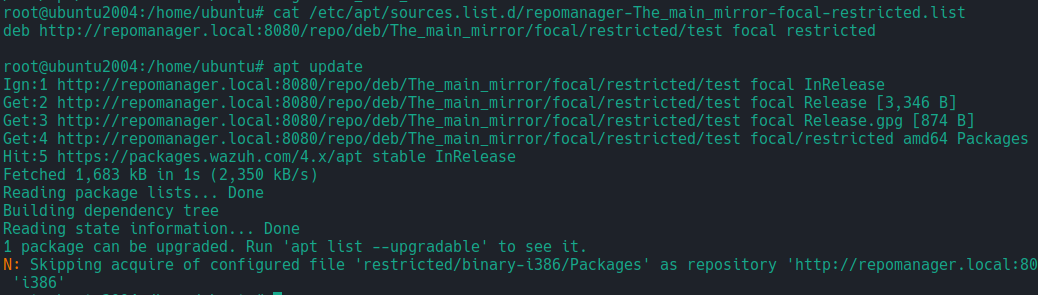 root@ubuntu2004:/home/ubuntu# cat /etc/apt/sources.list.d/repomanager-The_main_mirror-focal-restricted.list
deb http://repomanager.local:8080/repo/deb/The_main_mirror/focal/restricted/test focal restricted
root@ubuntu2004:/home/ubuntu# apt update
Ign:1 http://repomanager.local:8080/repo/deb/The_main_mirror/focal/restricted/test focal InRelease
Get:2 http://repomanager.local:8080/repo/deb/The_main_mirror/focal/restricted/test focal Release [3,346 B]
Get:3 http://repomanager.local:8080/repo/deb/The_main_mirror/focal/restricted/test focal Release.gpg [874 B]
Get:4 http://repomanager.local:8080/repo/deb/The_main_mirror/focal/restricted/test focal/restricted amd64 Packages
Hit:5 https://packages.wazuh.com/4.x/apt stable InRelease
Fetched 1,683 kB in 1s (2,350 kB/s)
Reading package lists... Done
Building dependency tree
Reading state information... Done
1 package can be upgraded. Run 'apt list --upgradable' to see it.
N: Skipping acquire of configured file 'restricted/binary-i386/Packages' as repository 'http://repomanager.local:80
'i386'